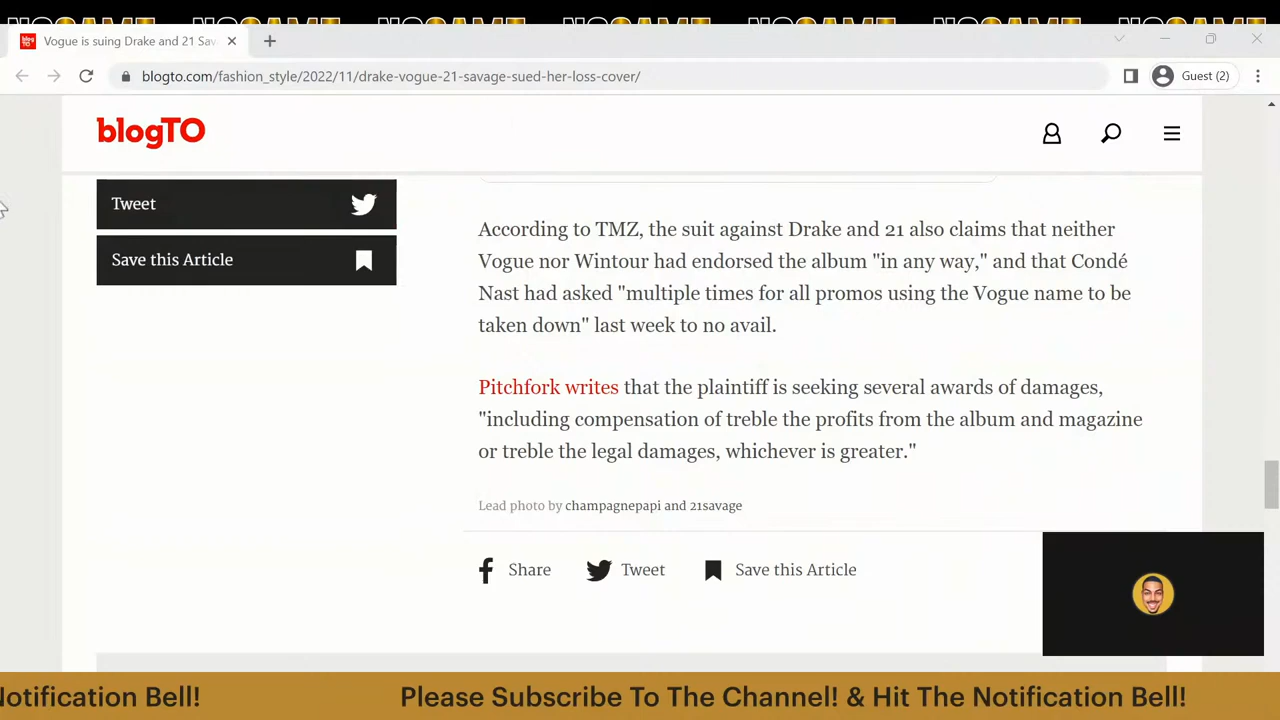 Vogue is suing Drake and 21 Sav
blogto.com/fashion_style/2022/11/drake-vogue-21-savage-sued-her-loss-cover/
Guest (2)
blogTO
Tweet
Save this Article
According to TMZ, the suit against Drake and 21 also claims that neither
Vogue nor Wintour had endorsed the album "in any way," and that Condé
Nast had asked "multiple times for all promos using the Vogue name to be
taken down" last week to no avail.
Pitchfork writes that the plaintiff is seeking several awards of damages,
"including compensation of treble the profits from the album and magazine
or treble the legal damages, whichever is greater."
Lead photo by champagnepapi and 21savage
Share
Tweet
Save this Article
Notification Bell!
Please Subscribe To The Channel! & Hit The Notification Bell!